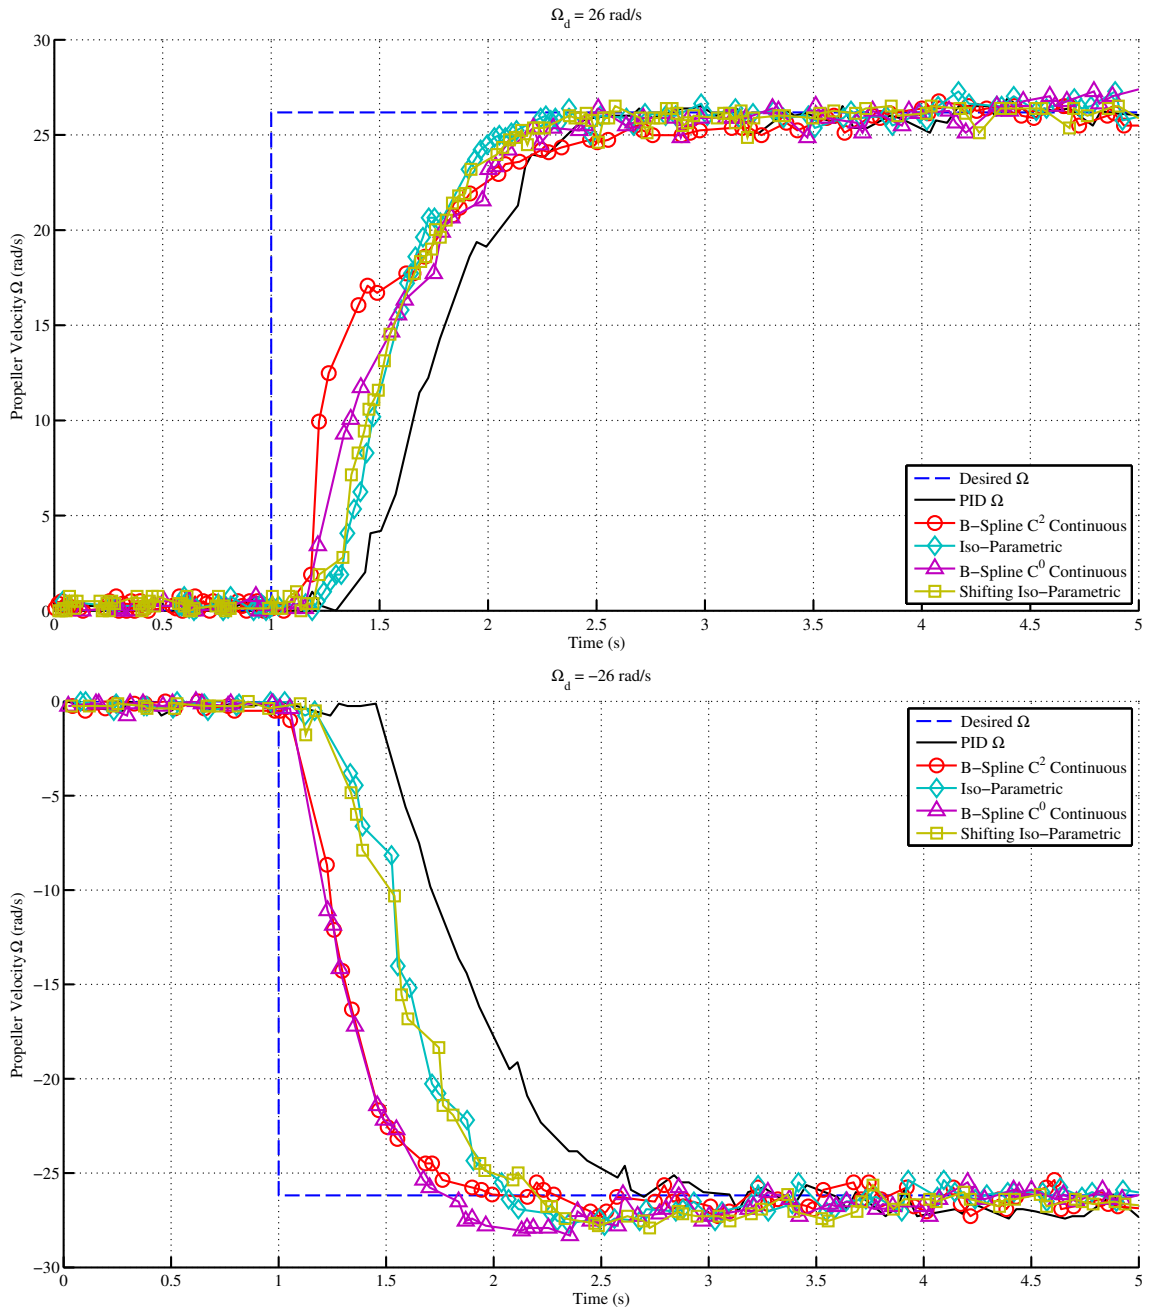 Ω_d = 26 rad/s
30
25
20
15
10
5
0
Propeller Velocity Ω (rad/s)
0 0.5 1 1.5 2 2.5 3 3.5 4 4.5 5
Time (s)
Desired Ω
PID Ω
B−Spline C² Continuous
Iso−Parametric
B−Spline C⁰ Continuous
Shifting Iso−Parametric
Ω_d = −26 rad/s
0
−5
−10
−15
−20
−25
−30
Propeller Velocity Ω (rad/s)
0 0.5 1 1.5 2 2.5 3 3.5 4 4.5 5
Time (s)
Desired Ω
PID Ω
B−Spline C² Continuous
Iso−Parametric
B−Spline C⁰ Continuous
Shifting Iso−Parametric